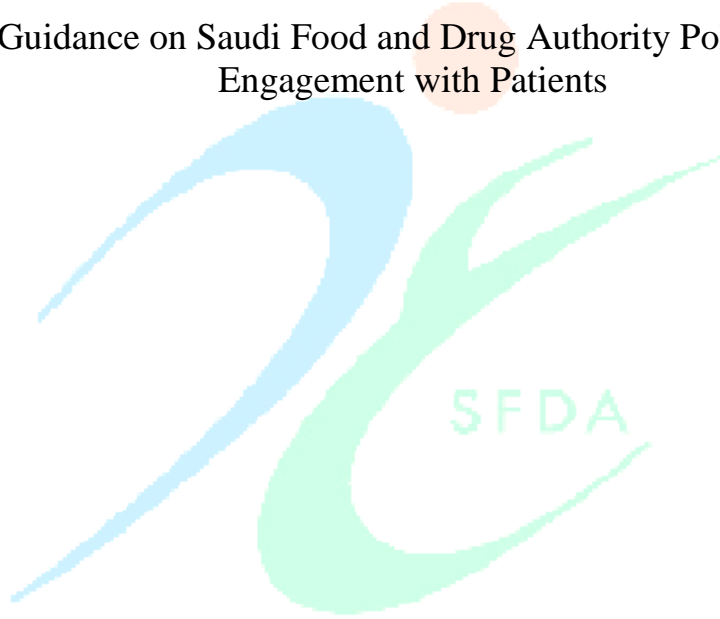 Guidance on Saudi Food and Drug Authority Po
Engagement with Patients
SFDA